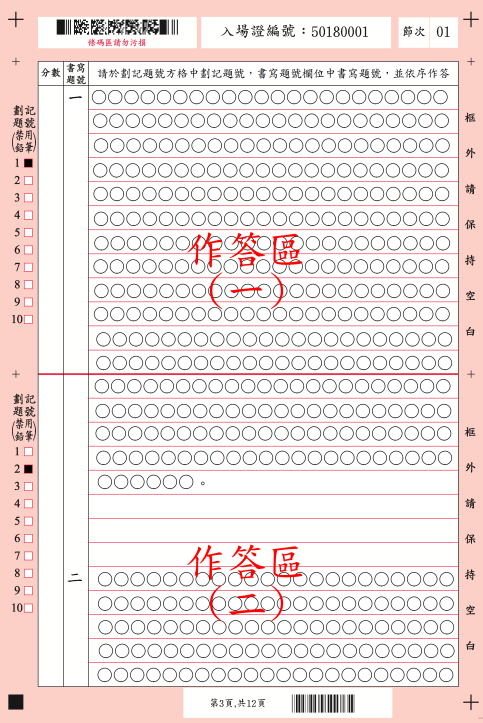 條碼區請勿污損
入場證編號：50180001
節次 01
分數 書寫題號 請於劃記題號方格中劃記題號，書寫題號欄位中書寫題號，並依序作答
劃記題號
(禁用鉛筆)
1
2
3
4
5
6
7
8
9
10
一
作答區
(一)
框外請保持空白
劃記題號
(禁用鉛筆)
1
2
3
4
5
6
7
8
9
10
○○○○○○。
二
作答區
(二)
框外請保持空白
第3頁,共12頁